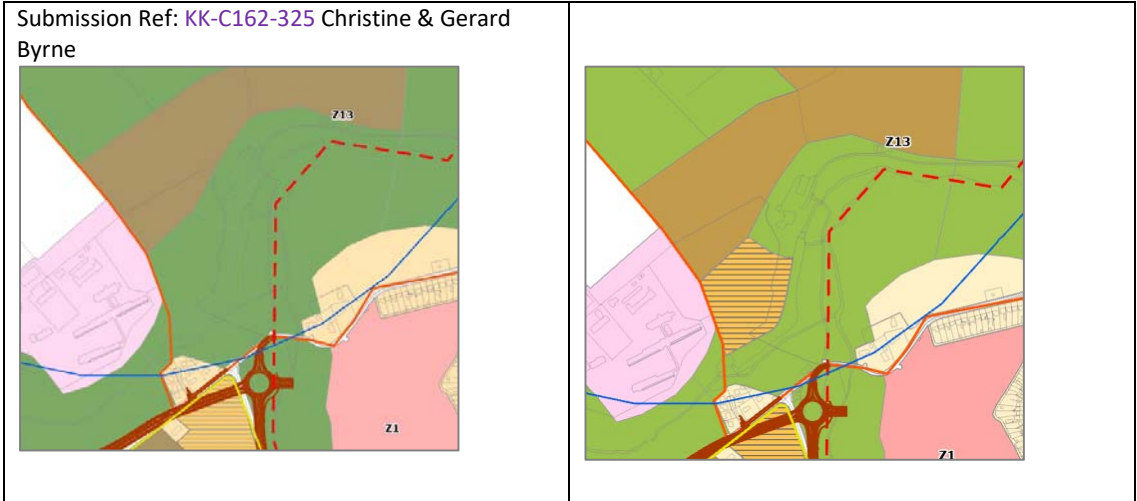 Submission Ref: KK-C162-325 Christine & Gerard
Byrne
Z13
Z1
Z13
Z1